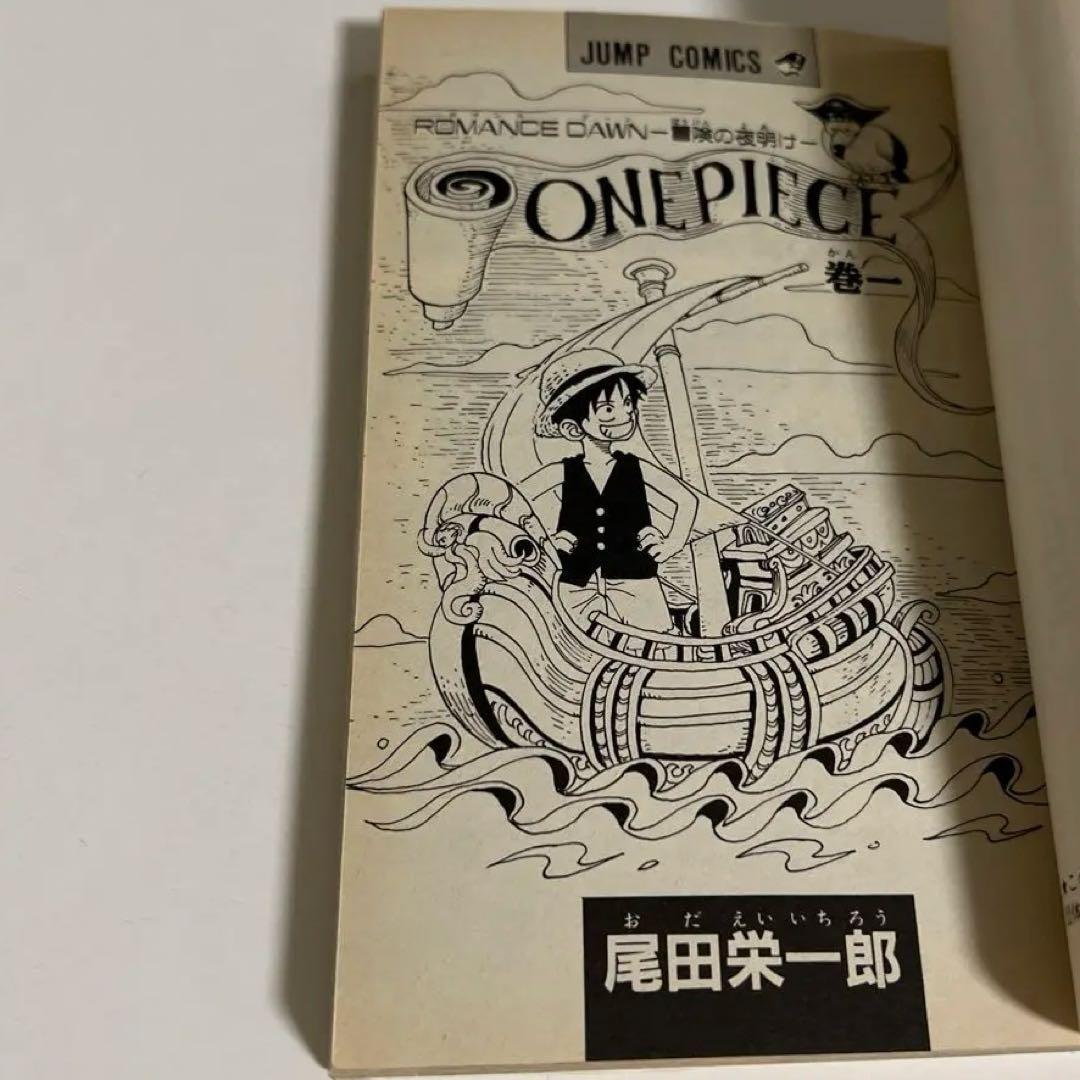 JUMP COMICS
ROMANCE DAWN—冒険の夜明け—
ONE PIECE
かん
巻一
お だ えい いち ろう
尾田栄一郎